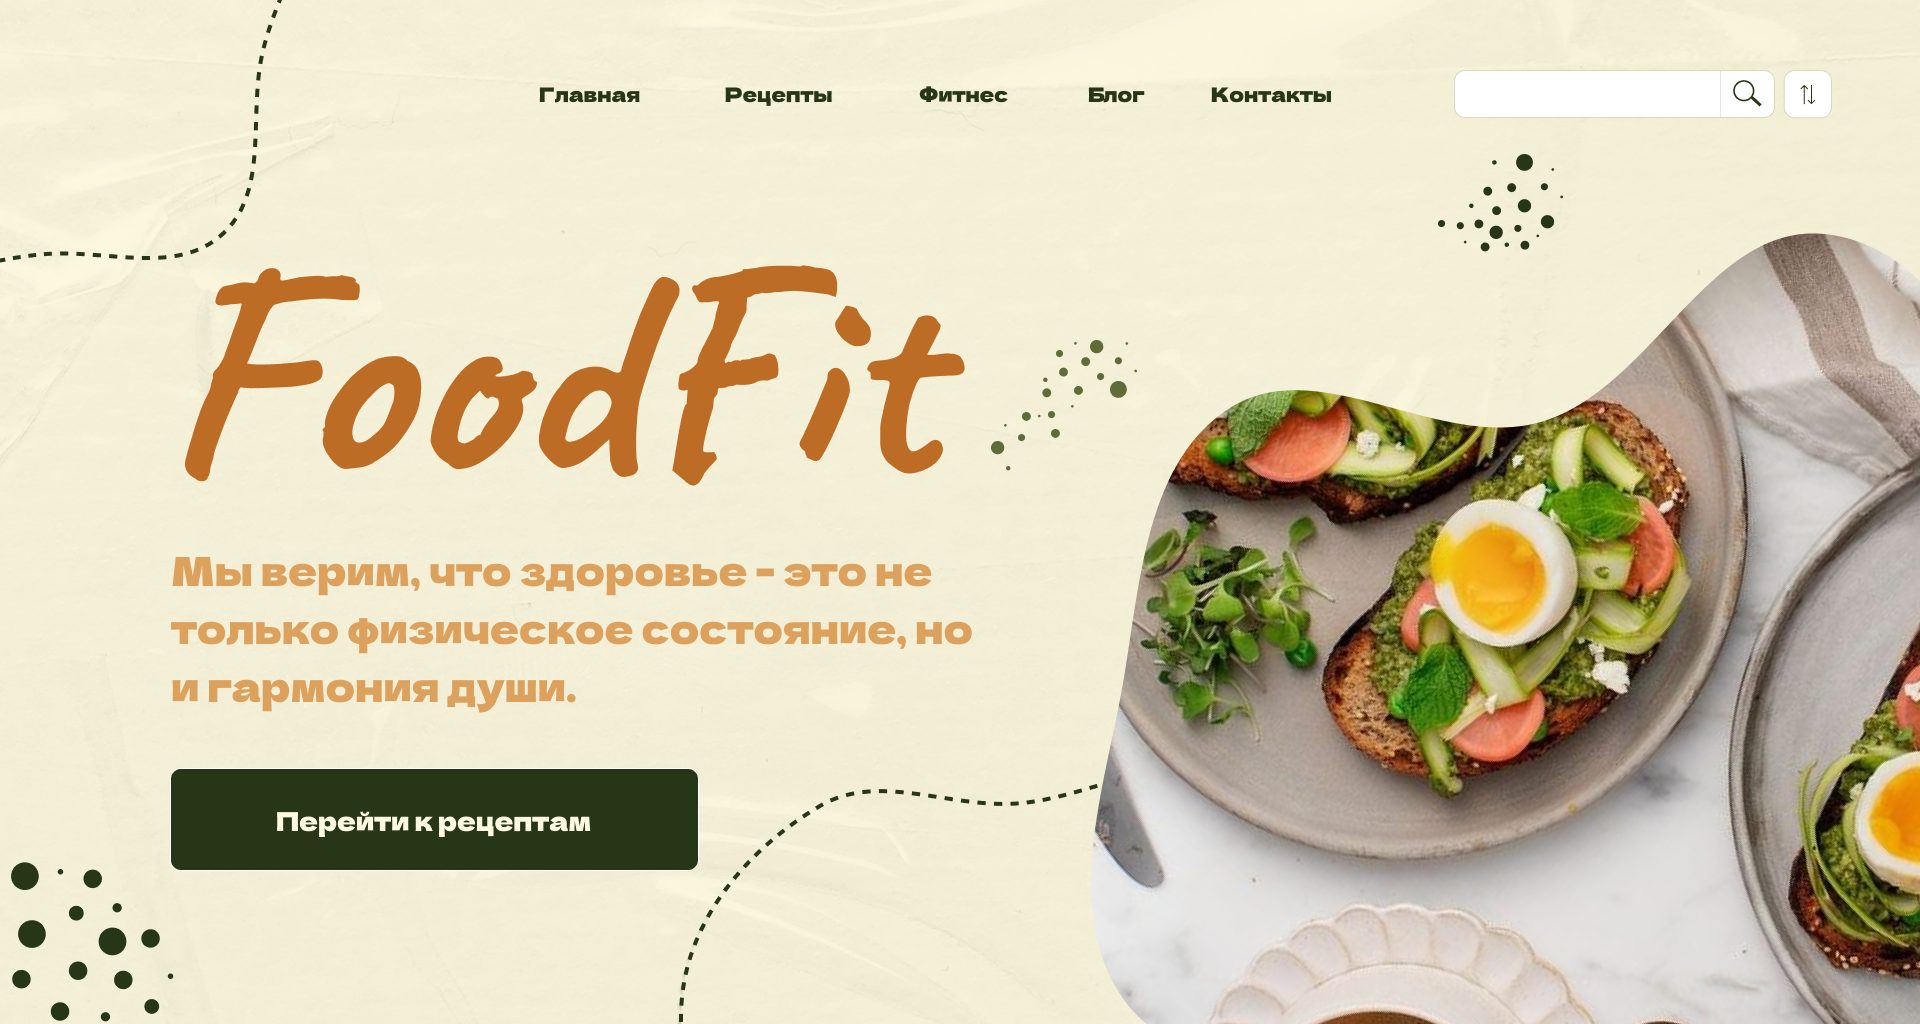 Главная Рецепты Фитнес Блог Контакты
FoodFit
Мы верим, что здоровье - это не
только физическое состояние, но
и гармония души.
Перейти к рецептам